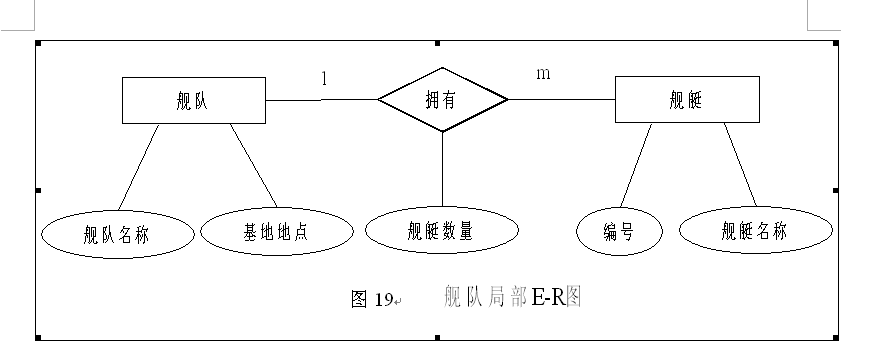 1
m
舰队
拥有
舰艇
舰队名称
基地地点
舰艇数量
编号
舰艇名称
图 19 舰队局部E-R图